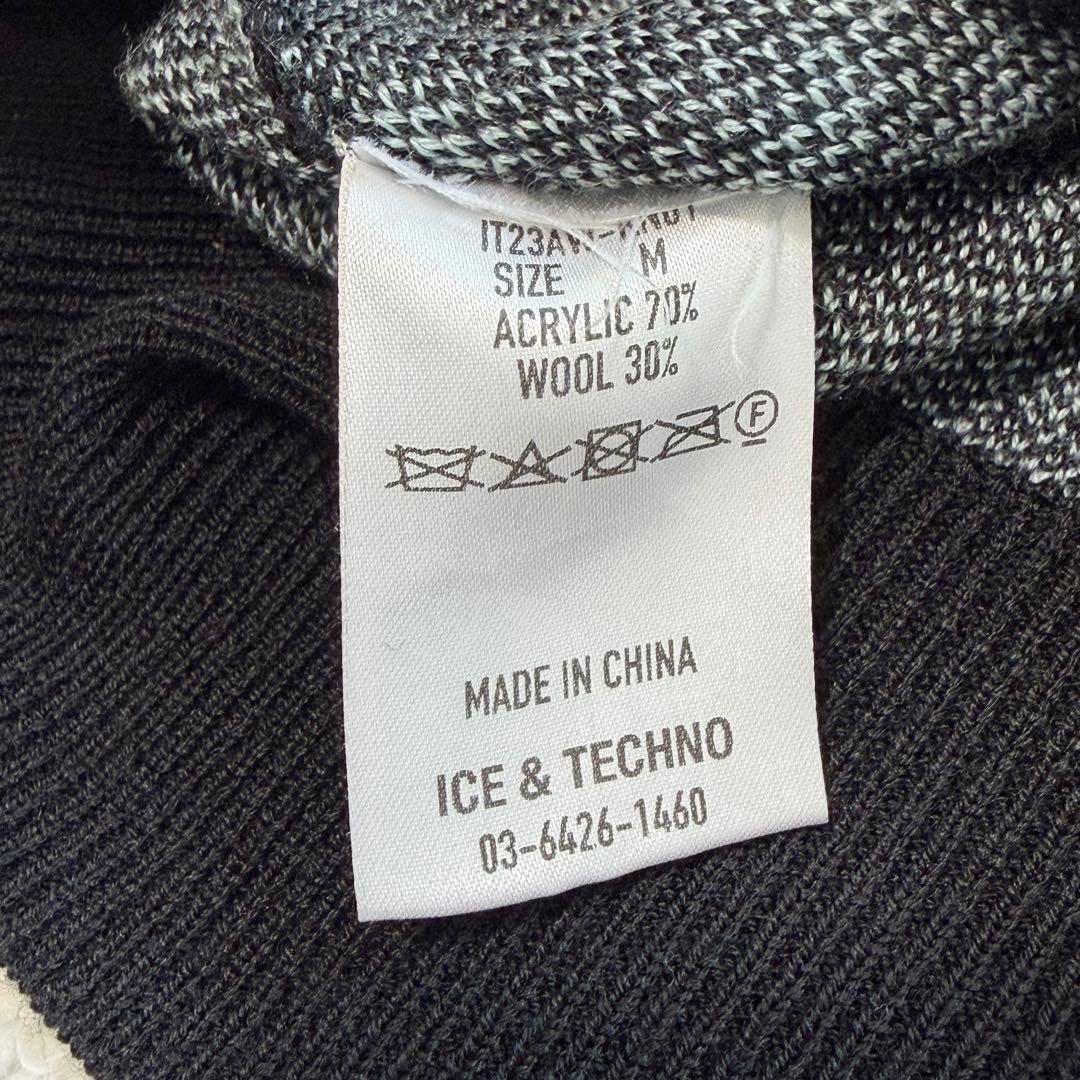 SIZE M
ACRYLIC 70%
WOOL 30%
F
MADE IN CHINA
ICE & TECHNO
03-6426-1460